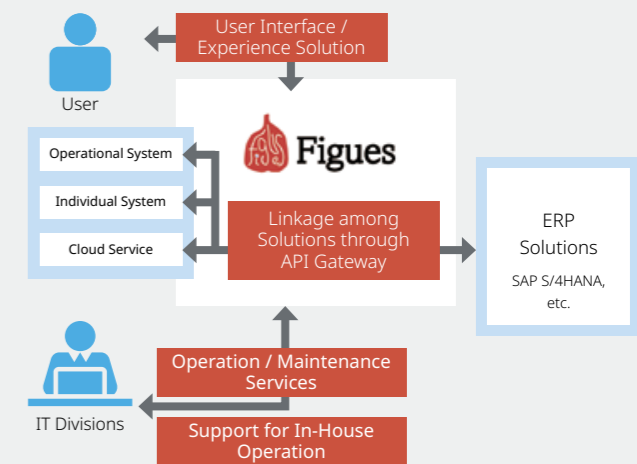 User Interface /
Experience Solution
User
Figues
Operational System
Individual System
Cloud Service
Linkage among
Solutions through
API Gateway
ERP
Solutions
SAP S/4HANA,
etc.
Operation / Maintenance
Services
IT Divisions
Support for In-House
Operation